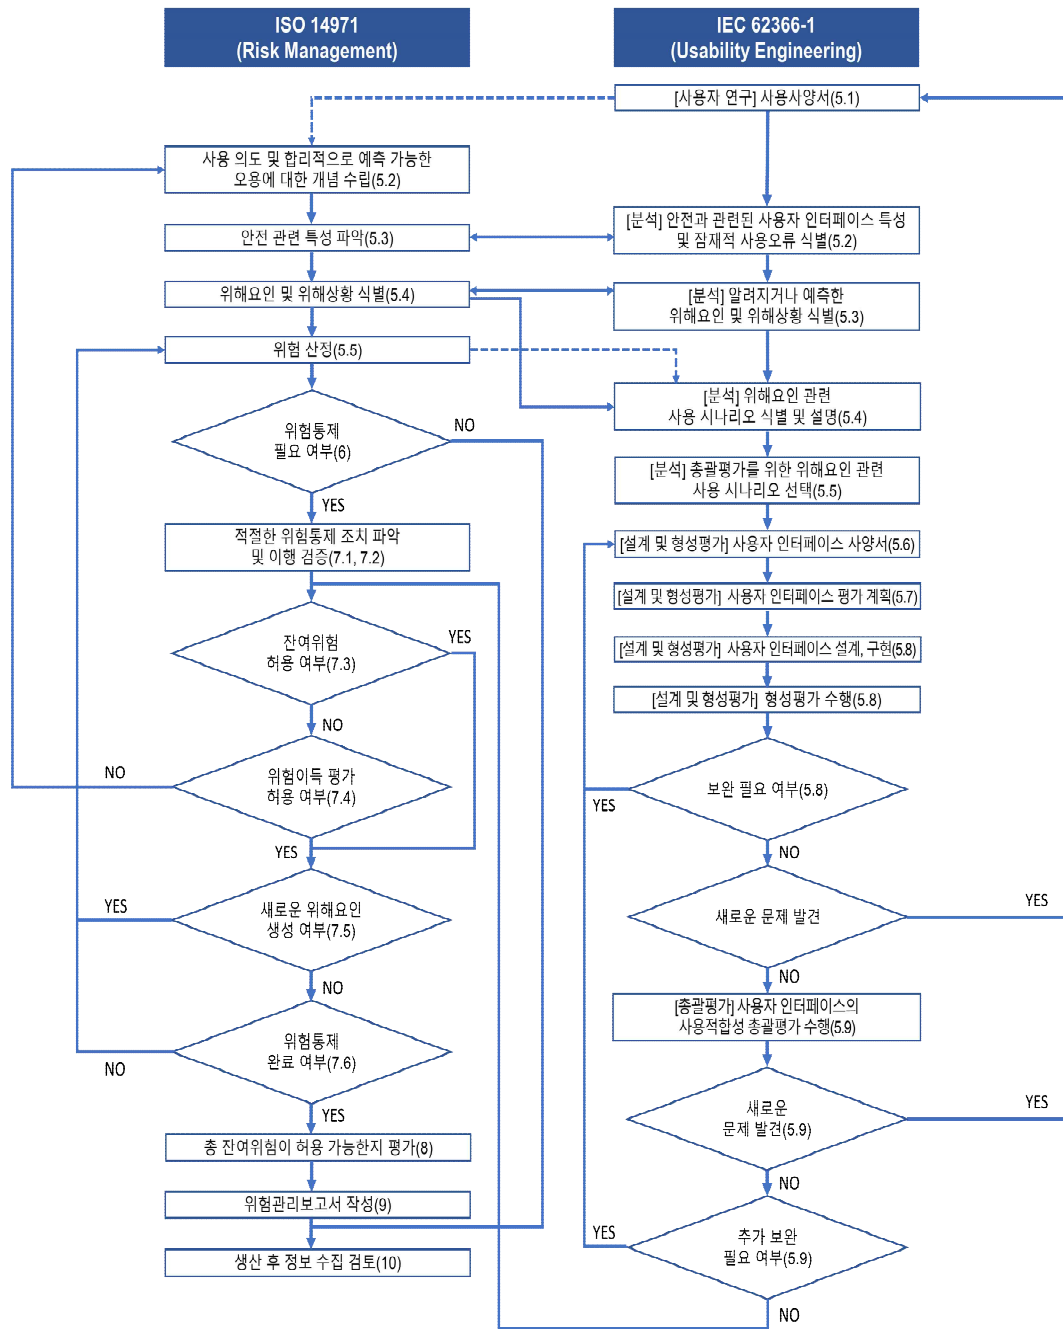 ISO 14971
(Risk Management)
사용 의도 및 합리적으로 예측 가능한
오용에 대한 개념 수립(5.2)
안전 관련 특성 파악(5.3)
위해요인 및 위해상황 식별(5.4)
위험 산정(5.5)
위험통제
필요 여부(6)
NO
YES
적절한 위험통제 조치 파악
및 이행 검증(7.1, 7.2)
잔여위험
허용 여부(7.3)
YES
NO
위험이득 평가
허용 여부(7.4)
NO
YES
새로운 위해요인
생성 여부(7.5)
YES
NO
위험통제
완료 여부(7.6)
NO
YES
총 잔여위험이 허용 가능한지 평가(8)
위험관리보고서 작성(9)
생산 후 정보 수집 검토(10)
IEC 62366-1
(Usability Engineering)
[사용자 연구] 사용사양서(5.1)
[분석] 안전과 관련된 사용자 인터페이스 특성
및 잠재적 사용오류 식별(5.2)
[분석] 알려지거나 예측한
위해요인 및 위해상황 식별(5.3)
[분석] 위해요인 관련
사용 시나리오 식별 및 설명(5.4)
[분석] 총괄평가를 위한 위해요인 관련
사용 시나리오 선택(5.5)
[설계 및 형성평가] 사용자 인터페이스 사양서(5.6)
[설계 및 형성평가] 사용자 인터페이스 평가 계획(5.7)
[설계 및 형성평가] 사용자 인터페이스 설계, 구현(5.8)
[설계 및 형성평가] 형성평가 수행(5.8)
보완 필요 여부(5.8)
YES
NO
새로운 문제 발견
YES
NO
[총괄평가] 사용자 인터페이스의
사용적합성 총괄평가 수행(5.9)
새로운
문제 발견(5.9)
YES
NO
추가 보완
필요 여부(5.9)
YES
NO